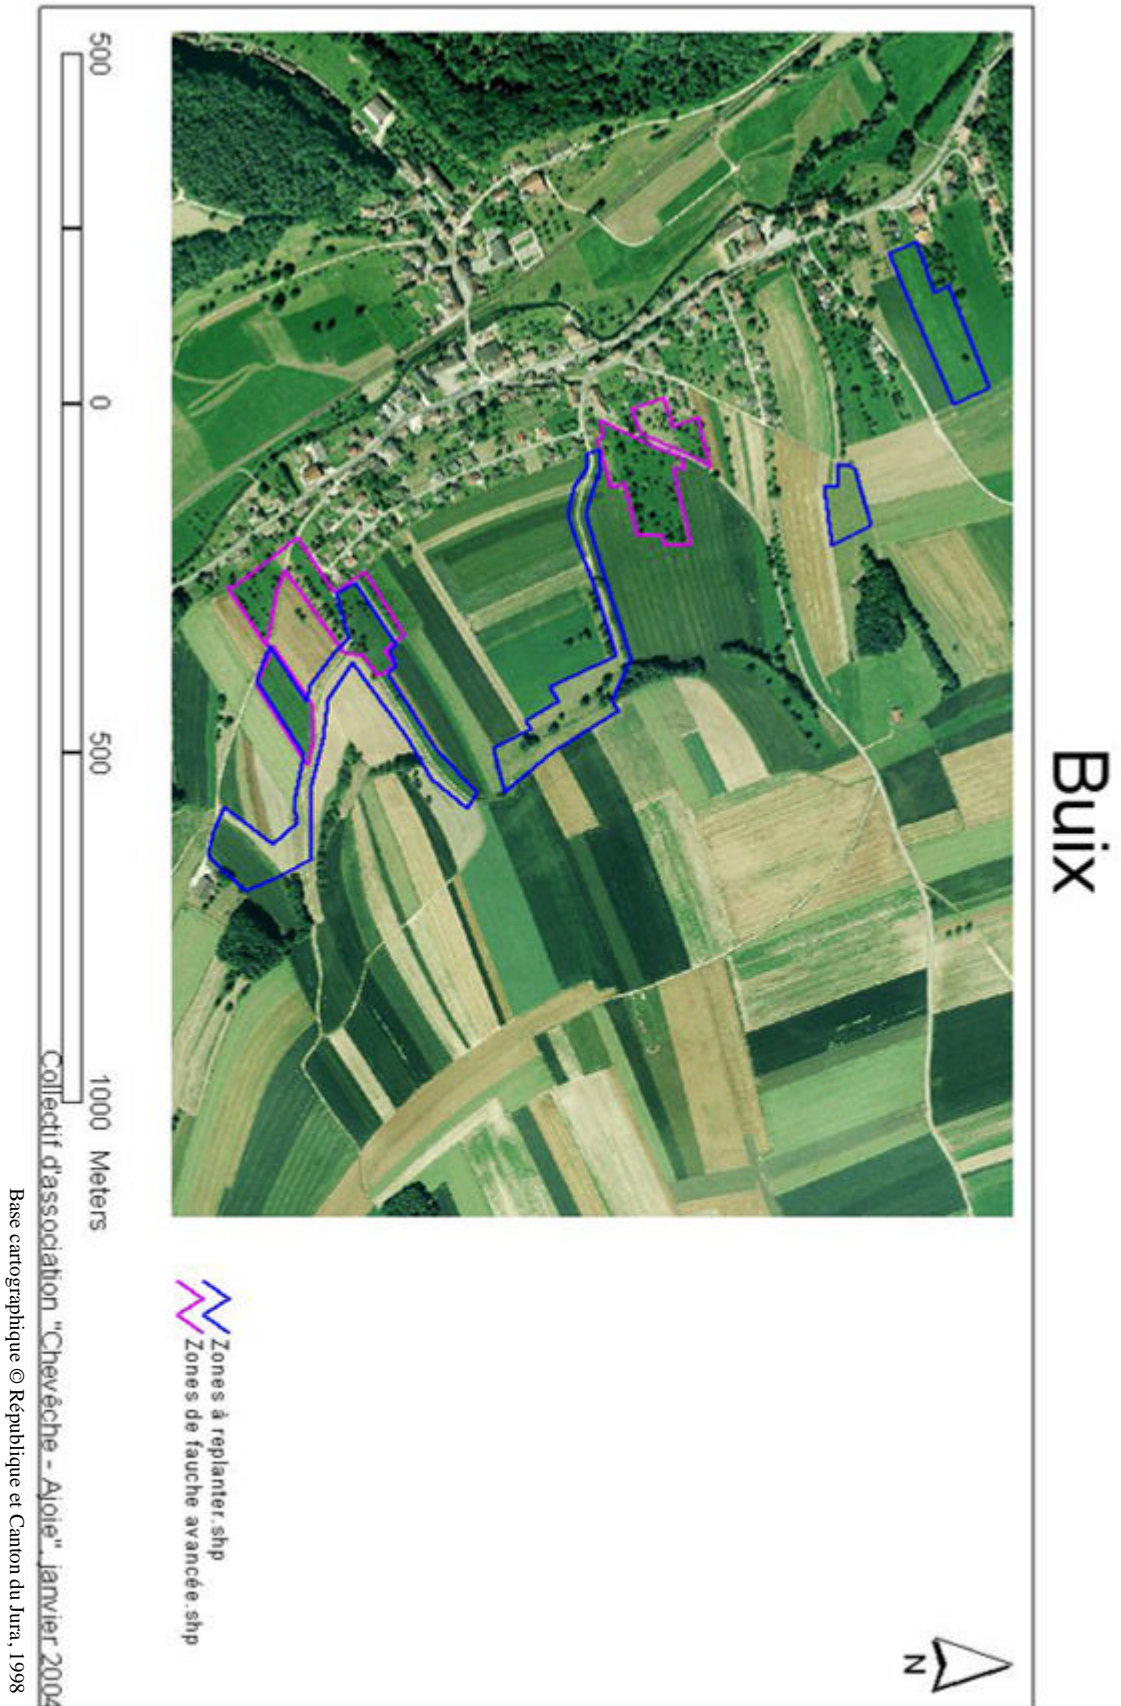 Buix
N
Zones à replanter.shp
Zones de fauche avancée.shp
500 0 500 1000 Meters
Collectif d'association "Chevêche - Ajoie", janvier 2004
Base cartographique © République et Canton du Jura, 1998